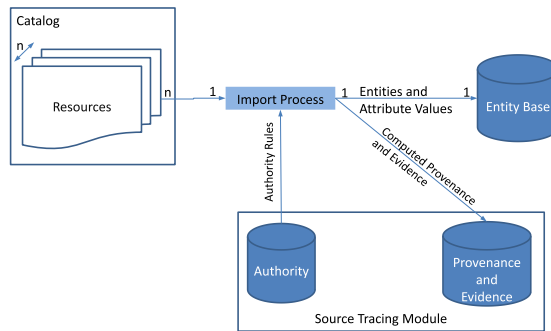 Catalog
n
Resources
n
1
Import Process
1
Entities and
Attribute Values
1
Entity Base
Authority Rules
Computed Provenance
and Evidence
Authority
Provenance
and
Evidence
Source Tracing Module